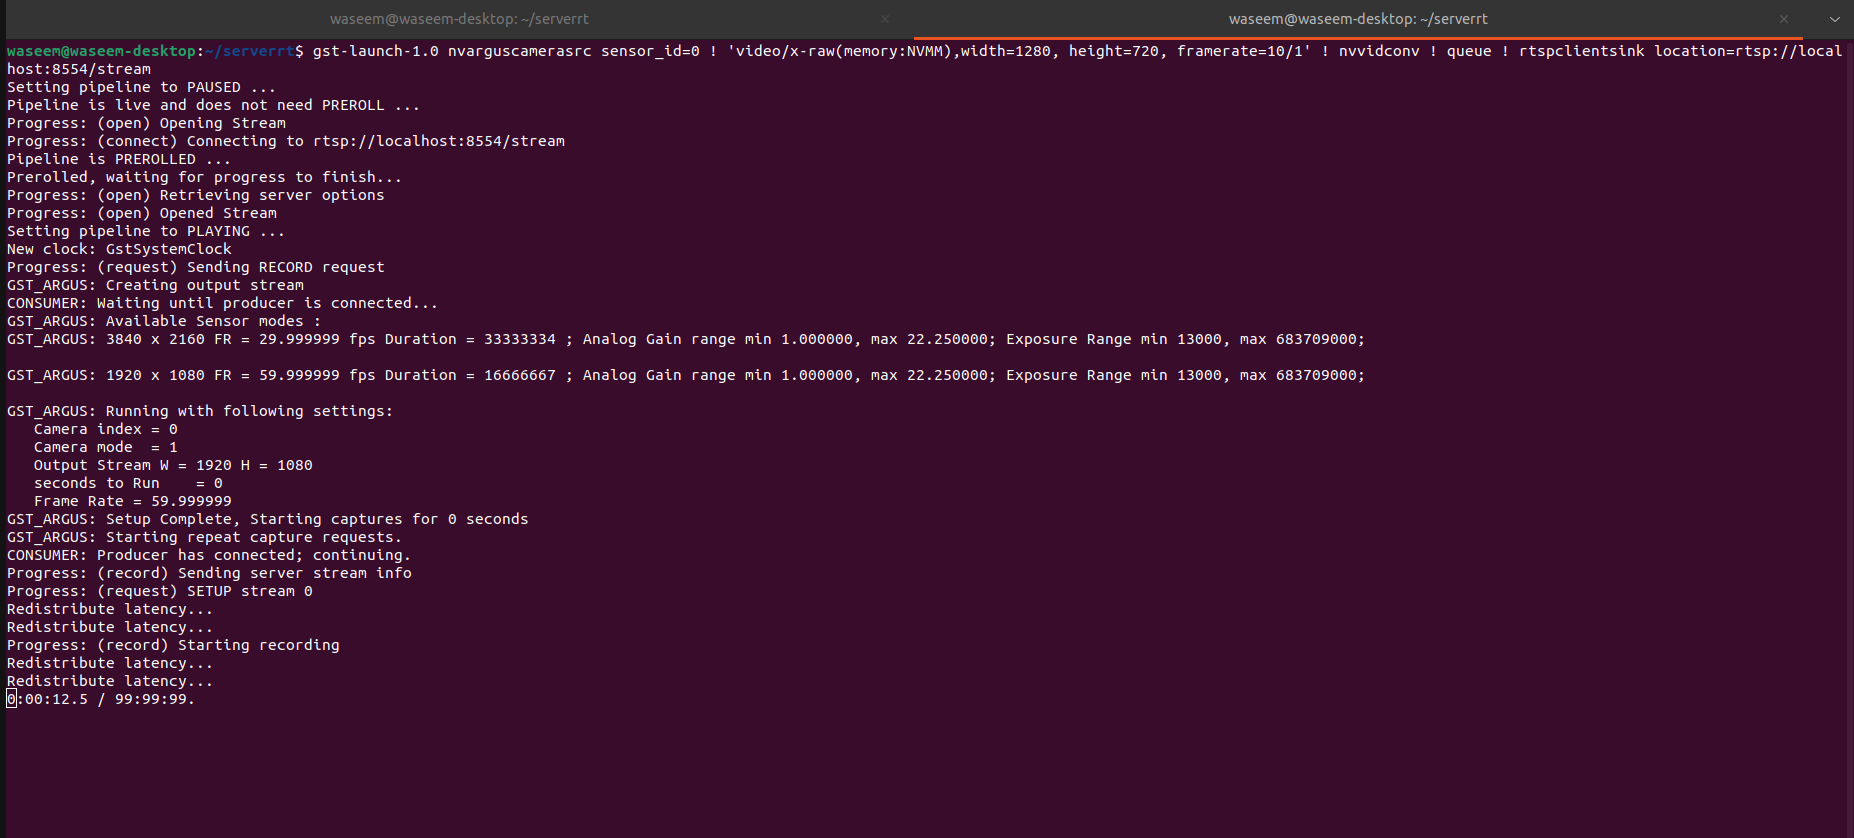 waseem@waseem-desktop: ~/serverrt
waseem@waseem-desktop: ~/serverrt
waseem@waseem-desktop:~/serverrt$ gst-launch-1.0 nvarguscamerasrc sensor_id=0 ! 'video/x-raw(memory:NVMM),width=1280, height=720, framerate=10/1' ! nvvidconv ! queue ! rtspclientsink location=rtsp://local
host:8554/stream
Setting pipeline to PAUSED ...
Pipeline is live and does not need PREROLL ...
Progress: (open) Opening Stream
Progress: (connect) Connecting to rtsp://localhost:8554/stream
Pipeline is PREROLLED ...
Prerolled, waiting for progress to finish...
Progress: (open) Retrieving server options
Progress: (open) Opened Stream
Setting pipeline to PLAYING ...
New clock: GstSystemClock
Progress: (request) Sending RECORD request
GST_ARGUS: Creating output stream
CONSUMER: Waiting until producer is connected...
GST_ARGUS: Available Sensor modes :
GST_ARGUS: 3840 x 2160 FR = 29.999999 fps Duration = 33333334 ; Analog Gain range min 1.000000, max 22.250000; Exposure Range min 13000, max 683709000;
GST_ARGUS: 1920 x 1080 FR = 59.999999 fps Duration = 16666667 ; Analog Gain range min 1.000000, max 22.250000; Exposure Range min 13000, max 683709000;
GST_ARGUS: Running with following settings:
   Camera index = 0
   Camera mode  = 1
   Output Stream W = 1920 H = 1080
   seconds to Run    = 0
   Frame Rate = 59.999999
GST_ARGUS: Setup Complete, Starting captures for 0 seconds
GST_ARGUS: Starting repeat capture requests.
CONSUMER: Producer has connected; continuing.
Progress: (record) Sending server stream info
Progress: (request) SETUP stream 0
Redistribute latency...
Redistribute latency...
Progress: (record) Starting recording
Redistribute latency...
Redistribute latency...
0:00:12.5 / 99:99:99.